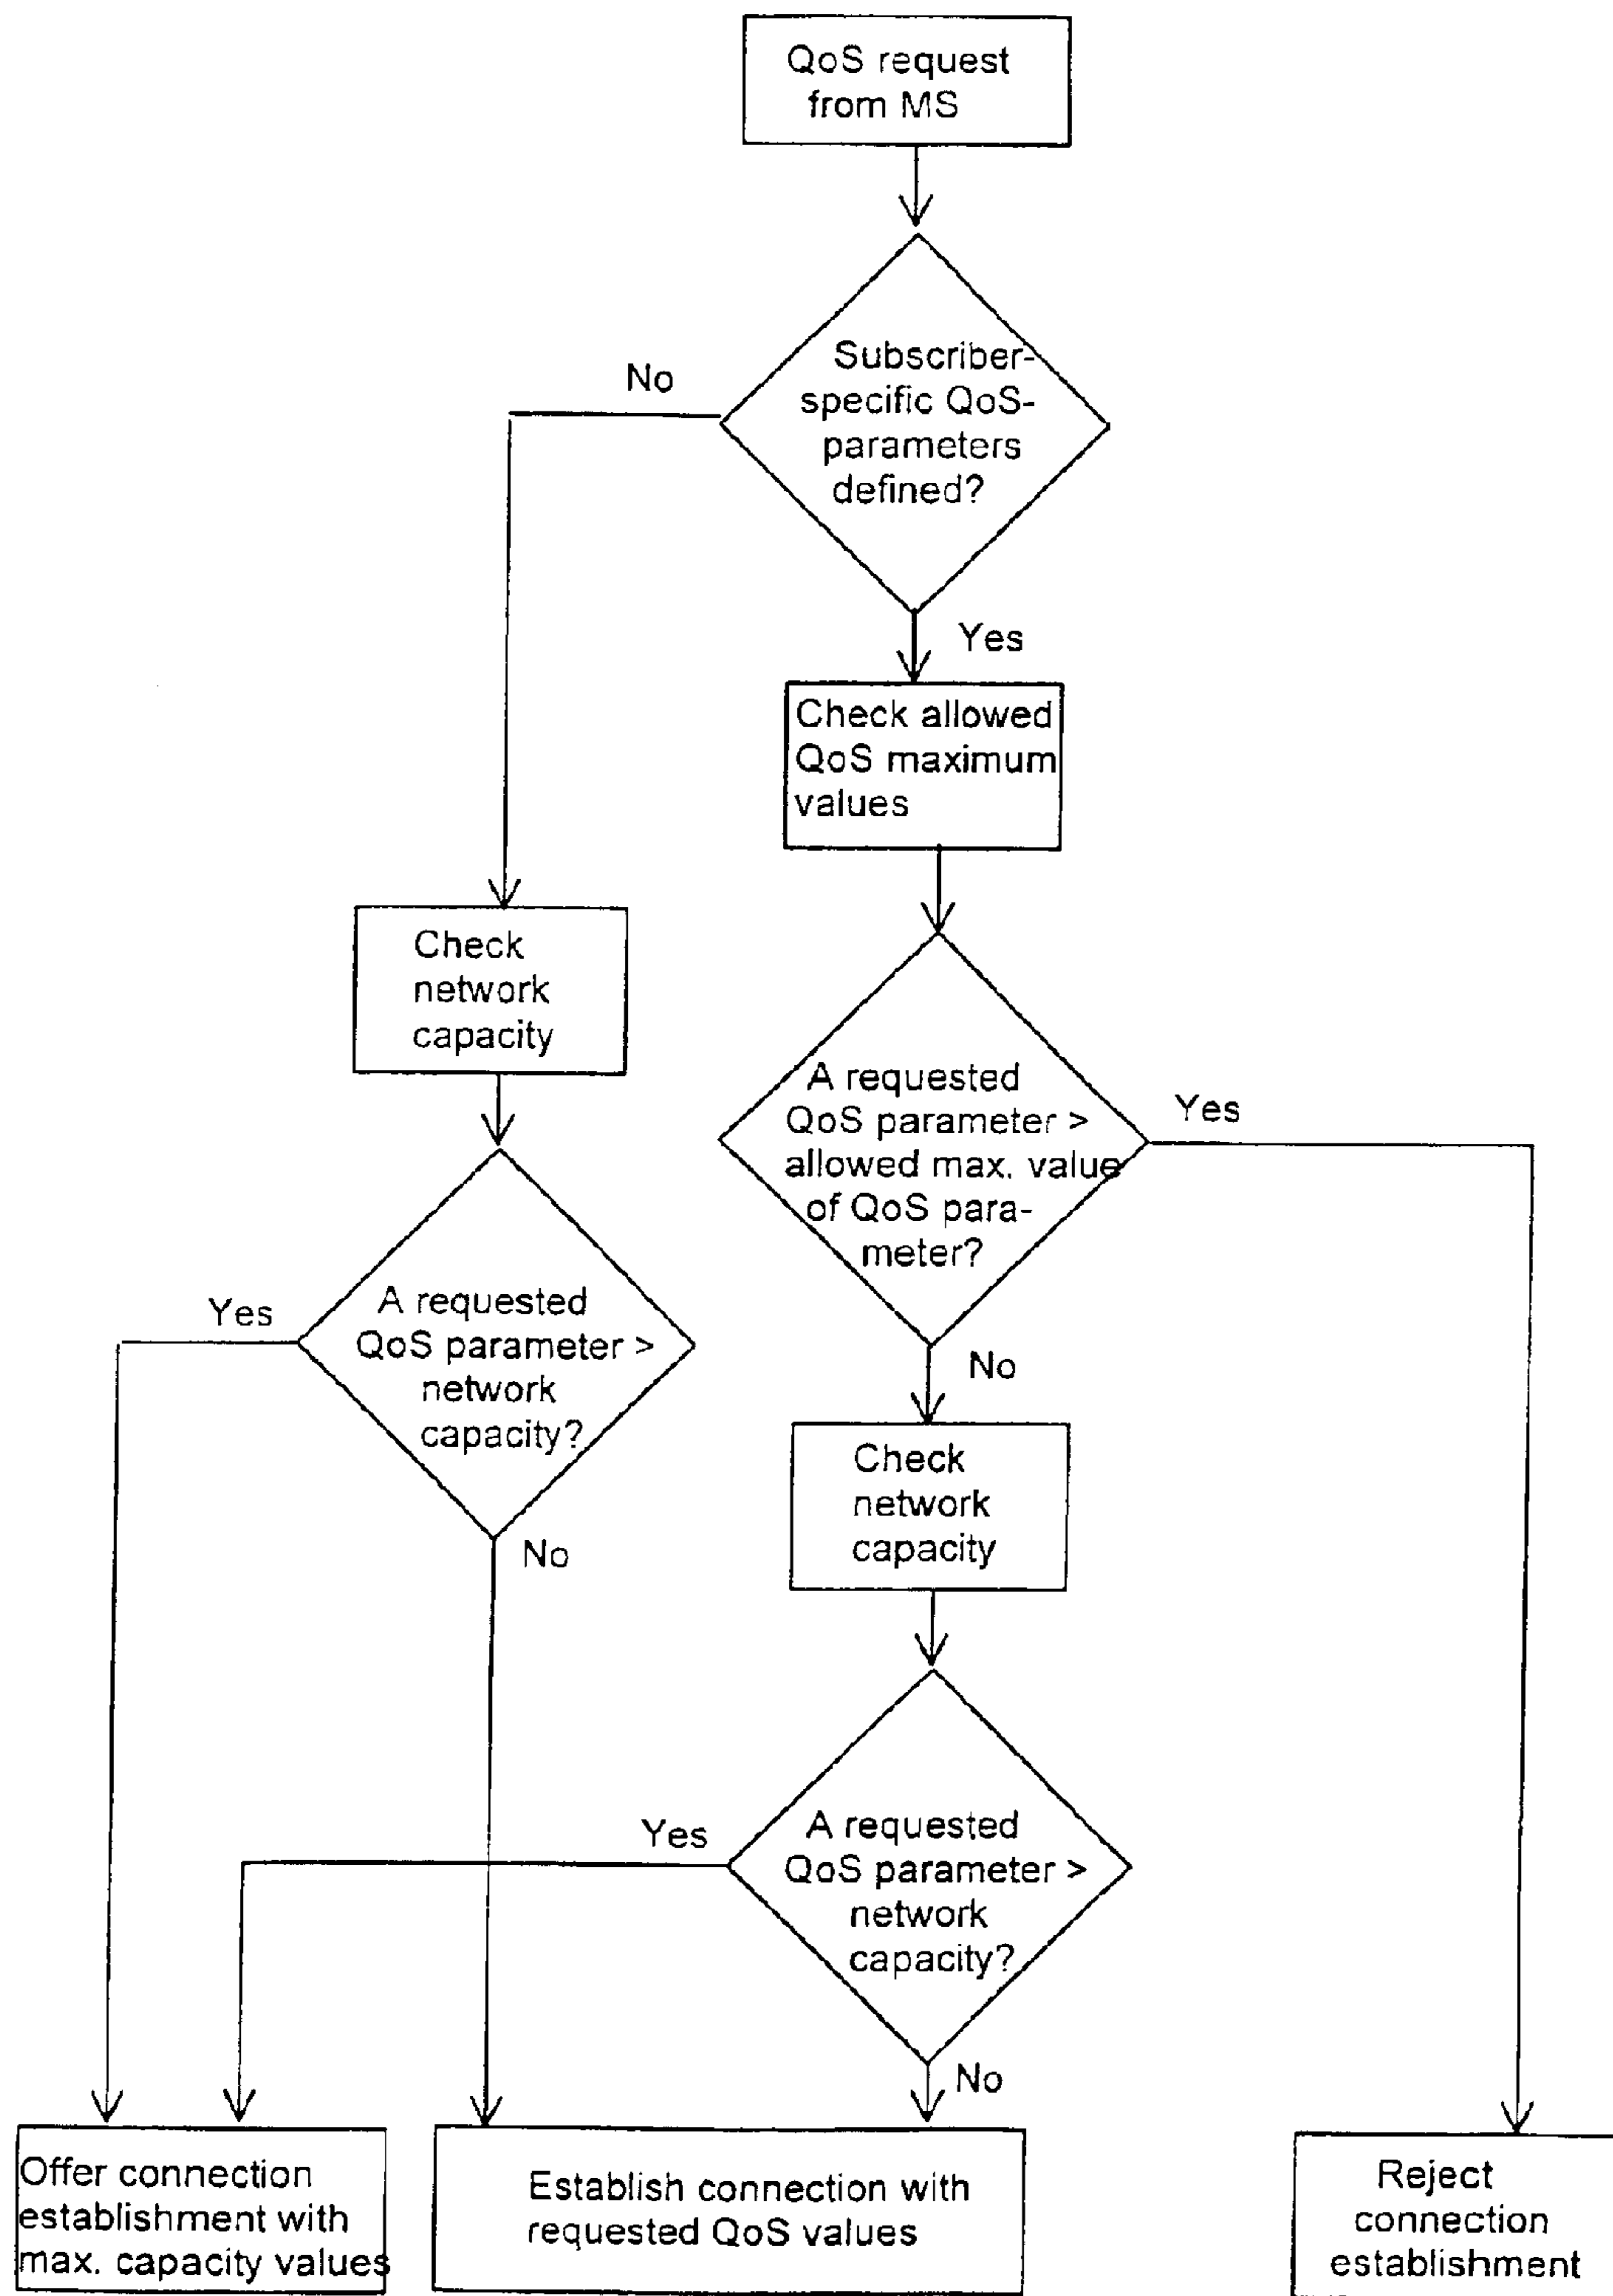 QoS request
from MS
Subscriber-
specific QoS-
parameters
defined?
No
Yes
Check allowed
QoS maximum
values
Check
network
capacity
A requested
QoS parameter >
allowed max. value
of QoS para-
meter?
Yes
A requested
QoS parameter >
network
capacity?
Yes
No
No
Check
network
capacity
A requested
QoS parameter >
network
capacity?
Yes
No
Offer connection
establishment with
max. capacity values
Establish connection with
requested QoS values
Reject
connection
establishment